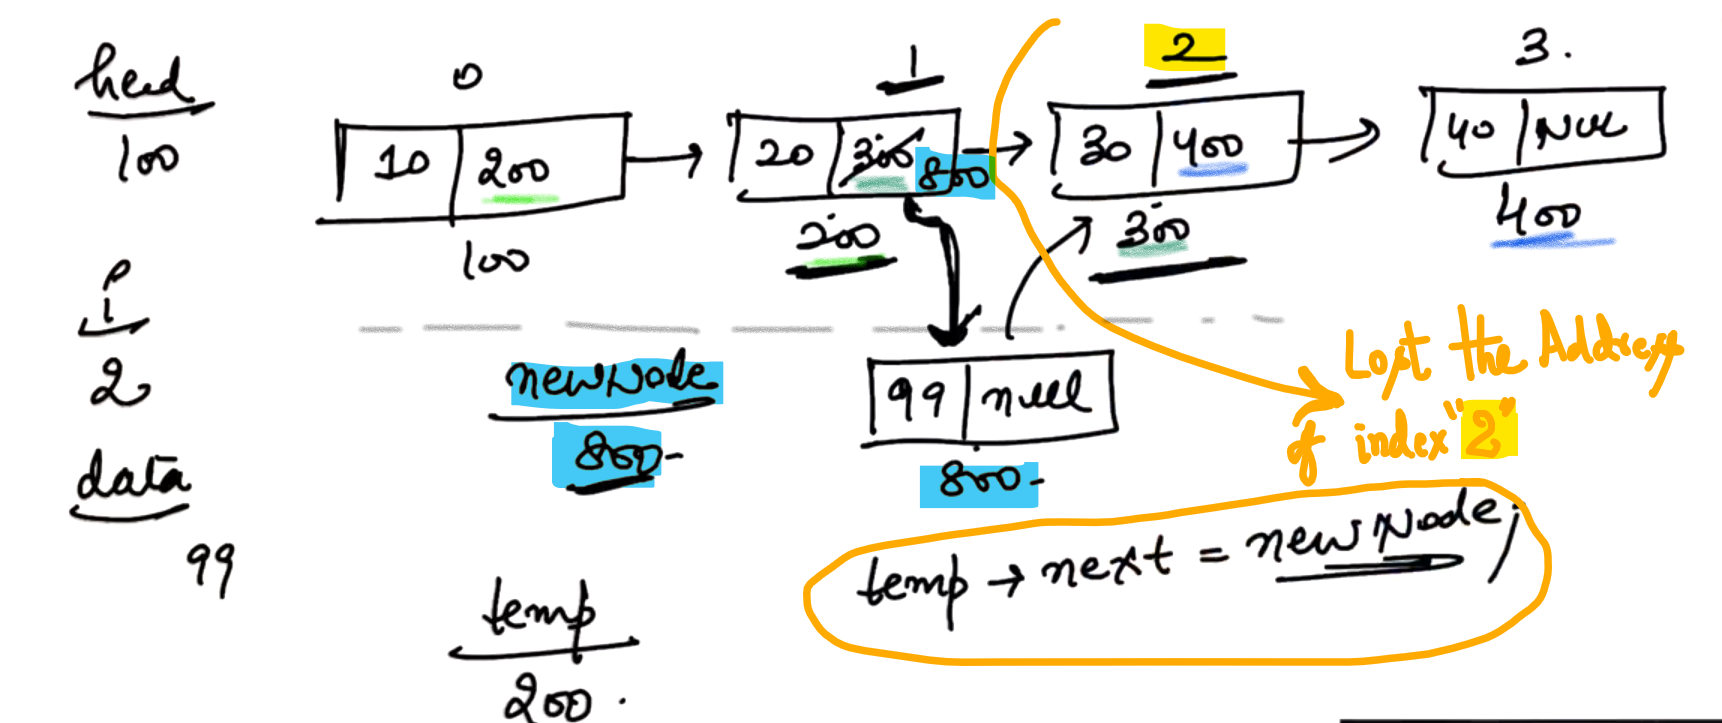 head
100
0
1
2
3.
10 | 200
20 | 300 800
30 | 400
40 | NULL
100
200
300
400
i
2
data
99
newNode
800-
99 | null
800-
Lost the Address
of index "2"
temp → next = newNode;
temp
200.